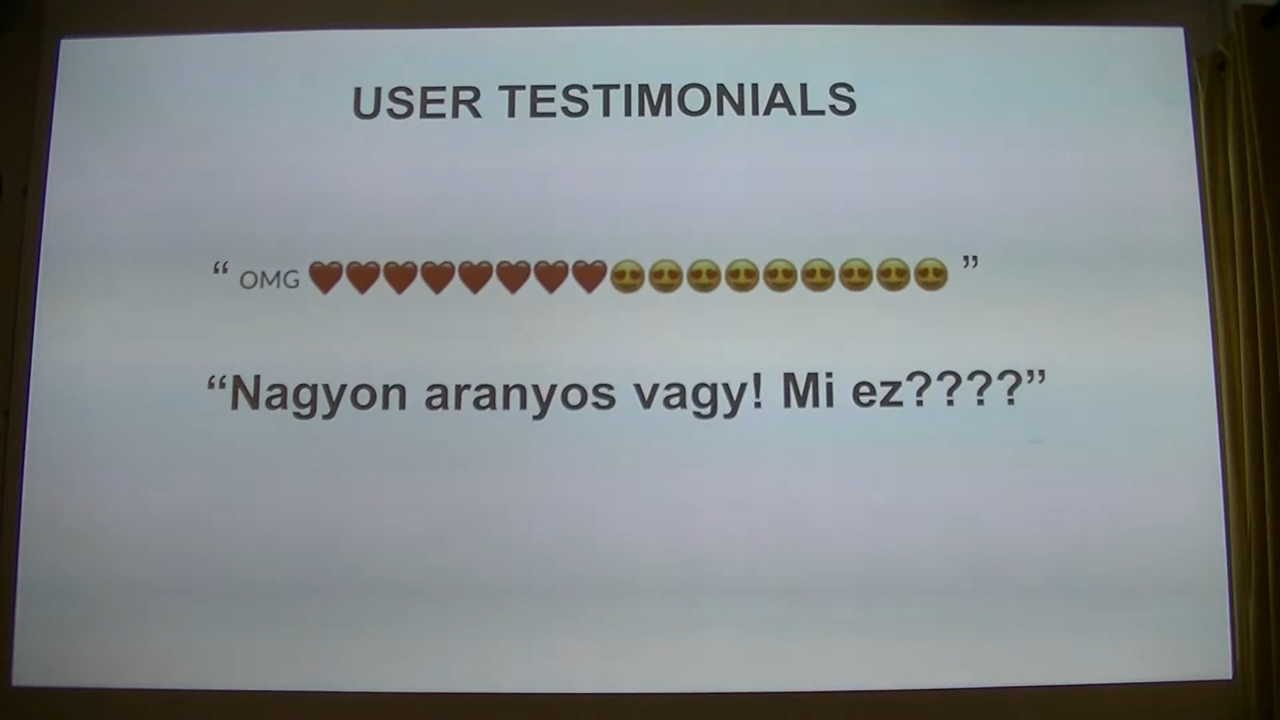 USER TESTIMONIALS
“ OMG ❤️❤️❤️❤️❤️❤️❤️❤️😍😍😍😍😍😍😍😍😍 ”
“Nagyon aranyos vagy! Mi ez????”